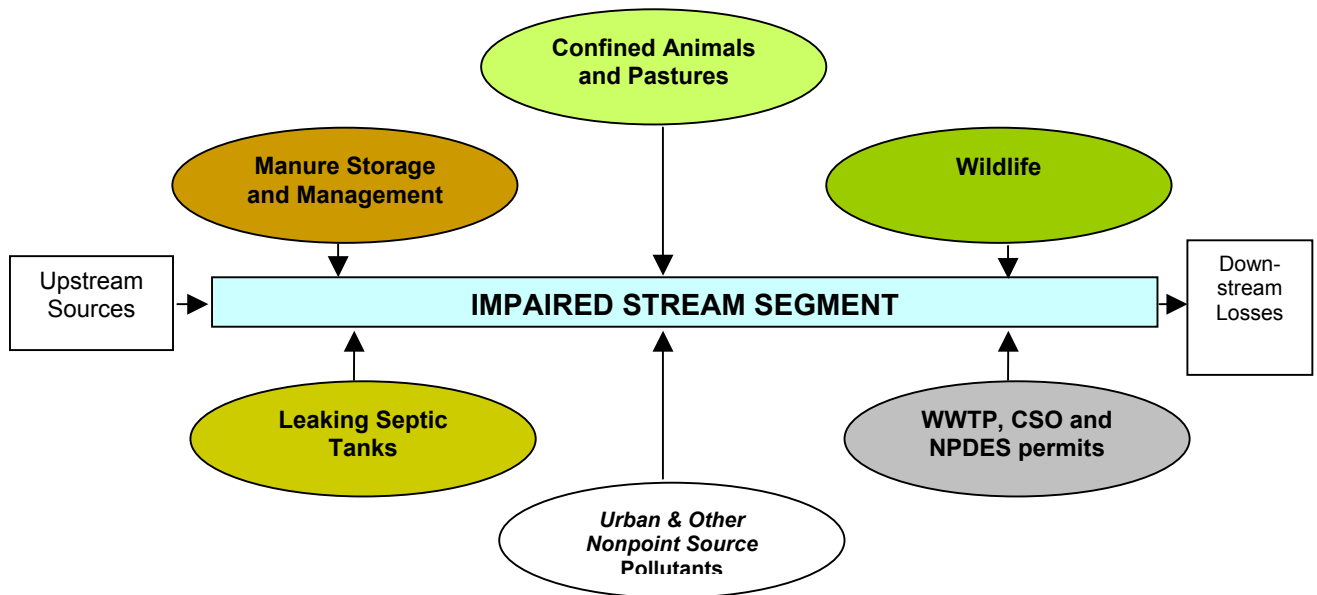 Confined Animals
and Pastures
Manure Storage
and Management
Wildlife
Upstream
Sources
IMPAIRED STREAM SEGMENT
Down-
stream
Losses
Leaking Septic
Tanks
WWTP, CSO and
NPDES permits
Urban & Other
Nonpoint Source
Pollutants